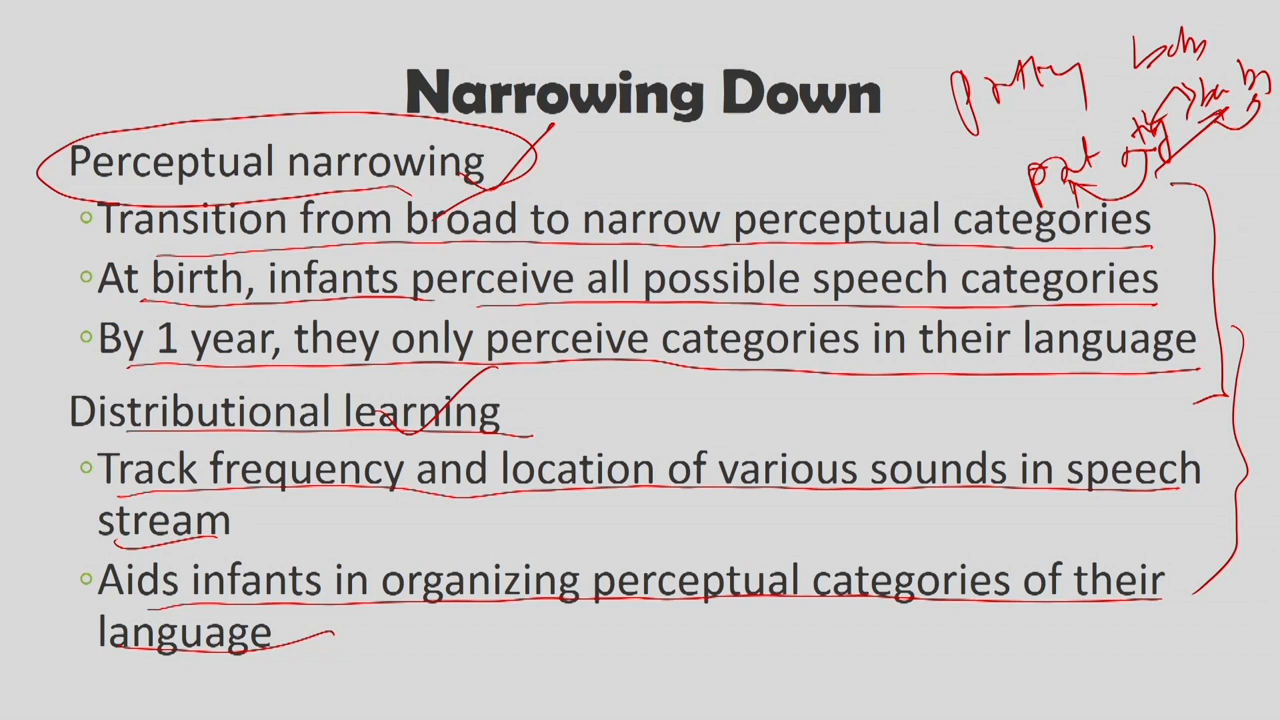 Narrowing Down
Perceptual narrowing
Transition from broad to narrow perceptual categories
At birth, infants perceive all possible speech categories
By 1 year, they only perceive categories in their language
Distributional learning
Track frequency and location of various sounds in speech
stream
Aids infants in organizing perceptual categories of their
language